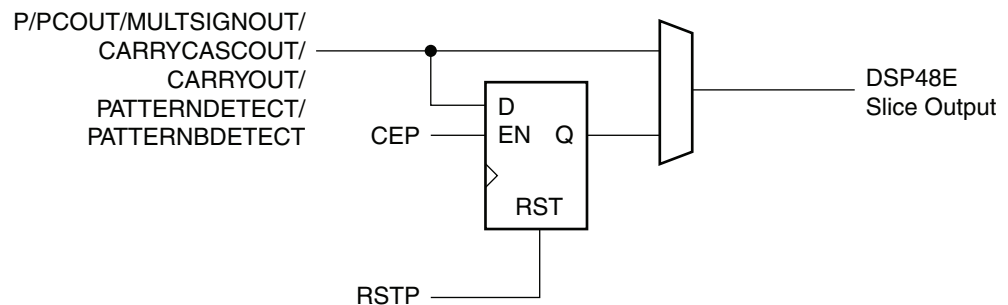 P/PCOUT/MULTSIGNOUT/
CARRYCASCOUT/
CARRYOUT/
PATTERNDETECT/
PATTERNBDETECT
CEP
D
EN Q
RST
RSTP
DSP48E
Slice Output